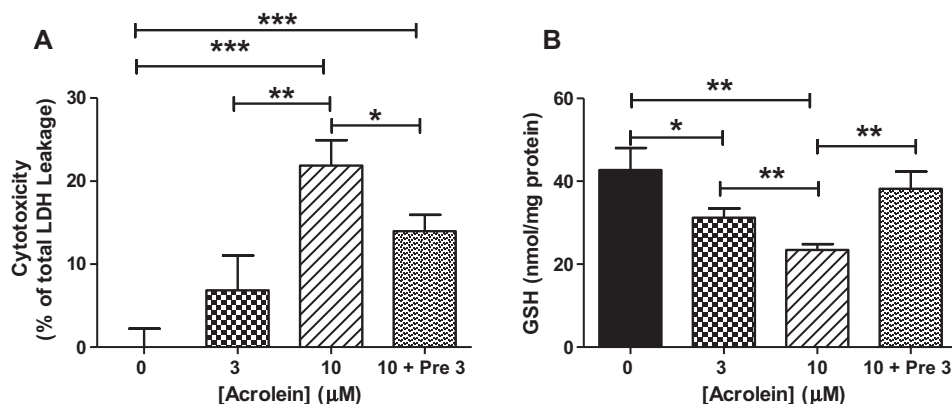 A
***
***
**
*
Cytotoxicity
(% of total LDH Leakage)
30
20
10
0
0 3 10 10 + Pre 3
[Acrolein] (μM)
B
**
*
**
**
GSH (nmol/mg protein)
60
40
20
0
0 3 10 10 + Pre 3
[Acrolein] (μM)